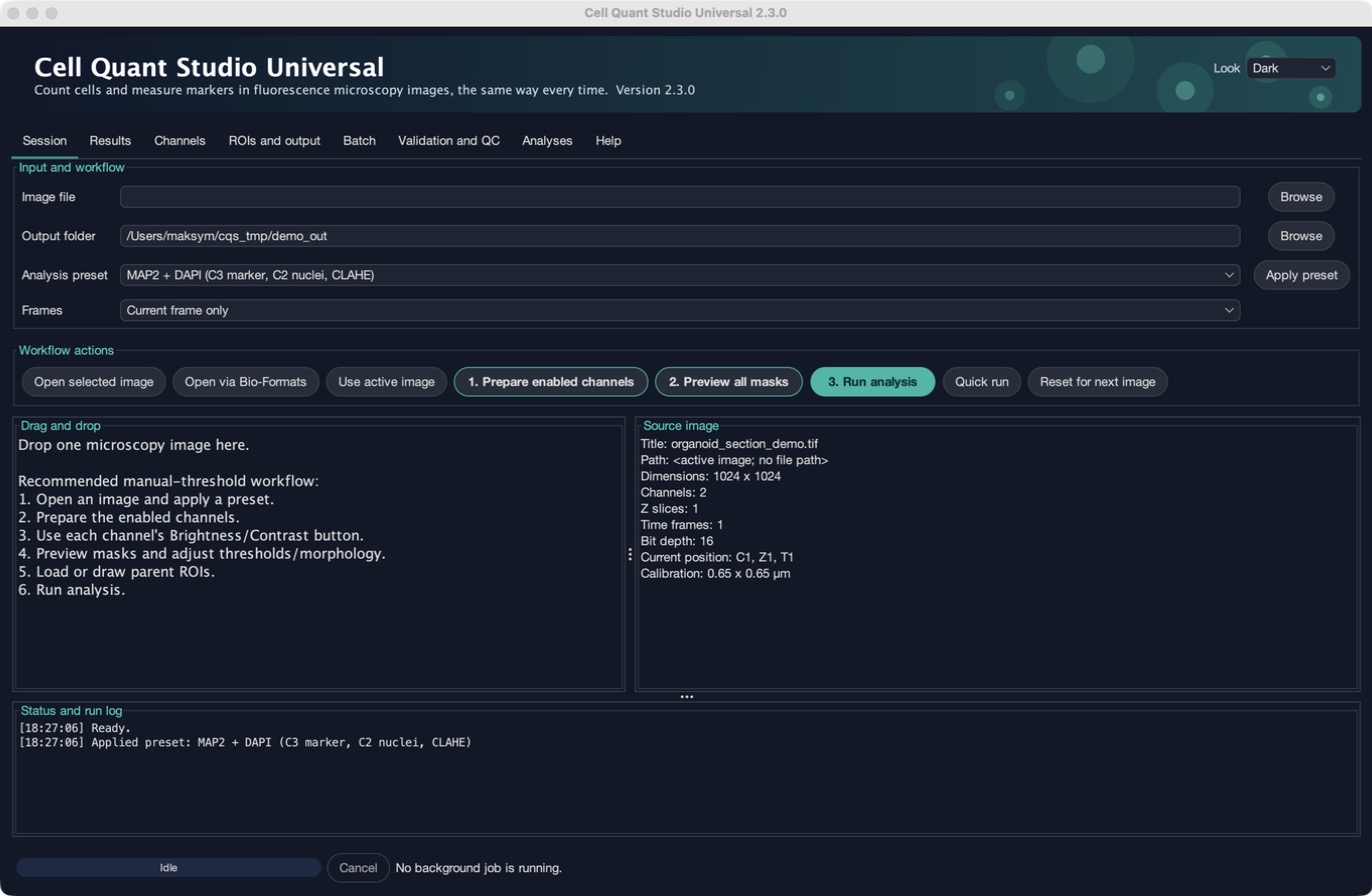 Cell Quant Studio Universal 2.3.0
Cell Quant Studio Universal
Count cells and measure markers in fluorescence microscopy images, the same way every time. Version 2.3.0
Look Dark
Session Results Channels ROIs and output Batch Validation and QC Analyses Help
Input and workflow
Image file Browse
Output folder /Users/maksym/cqs_tmp/demo_out Browse
Analysis preset MAP2 + DAPI (C3 marker, C2 nuclei, CLAHE) Apply preset
Frames Current frame only
Workflow actions
Open selected image Open via Bio-Formats Use active image 1. Prepare enabled channels 2. Preview all masks 3. Run analysis Quick run Reset for next image
Drag and drop
Drop one microscopy image here.
Recommended manual-threshold workflow:
1. Open an image and apply a preset.
2. Prepare the enabled channels.
3. Use each channel's Brightness/Contrast button.
4. Preview masks and adjust thresholds/morphology.
5. Load or draw parent ROIs.
6. Run analysis.
Source image
Title: organoid_section_demo.tif
Path: <active image; no file path>
Dimensions: 1024 x 1024
Channels: 2
Z slices: 1
Time frames: 1
Bit depth: 16
Current position: C1, Z1, T1
Calibration: 0.65 x 0.65 µm
Status and run log
[18:27:06] Ready.
[18:27:06] Applied preset: MAP2 + DAPI (C3 marker, C2 nuclei, CLAHE)
Idle Cancel No background job is running.